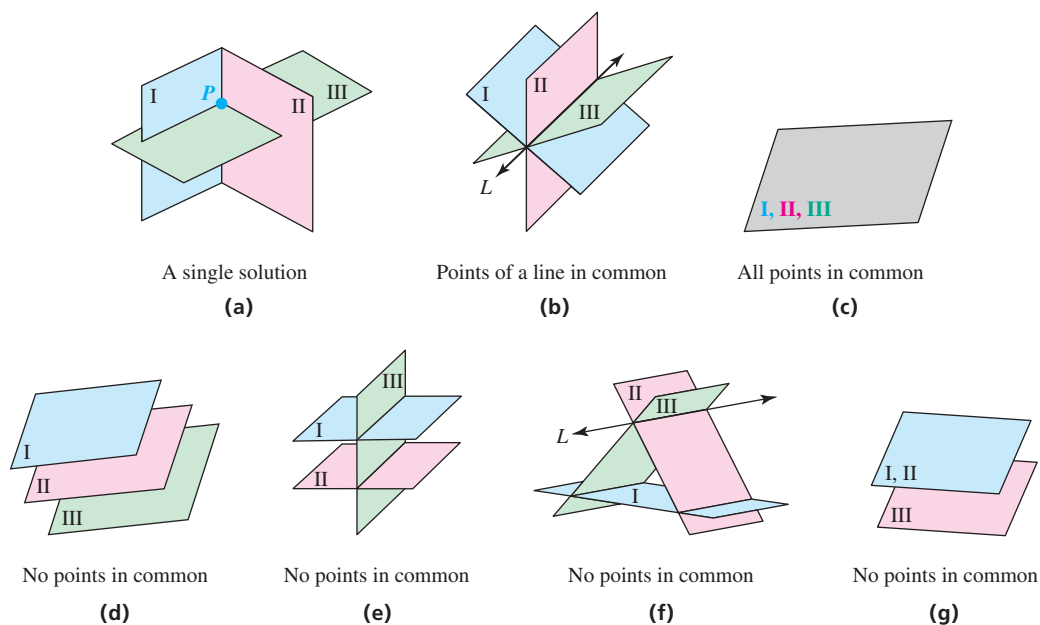 I
P
II
III
A single solution
(a)
I
II
III
L
Points of a line in common
(b)
I, II, III
All points in common
(c)
I
II
III
No points in common
(d)
III
I
II
No points in common
(e)
II
III
L
I
No points in common
(f)
I, II
III
No points in common
(g)